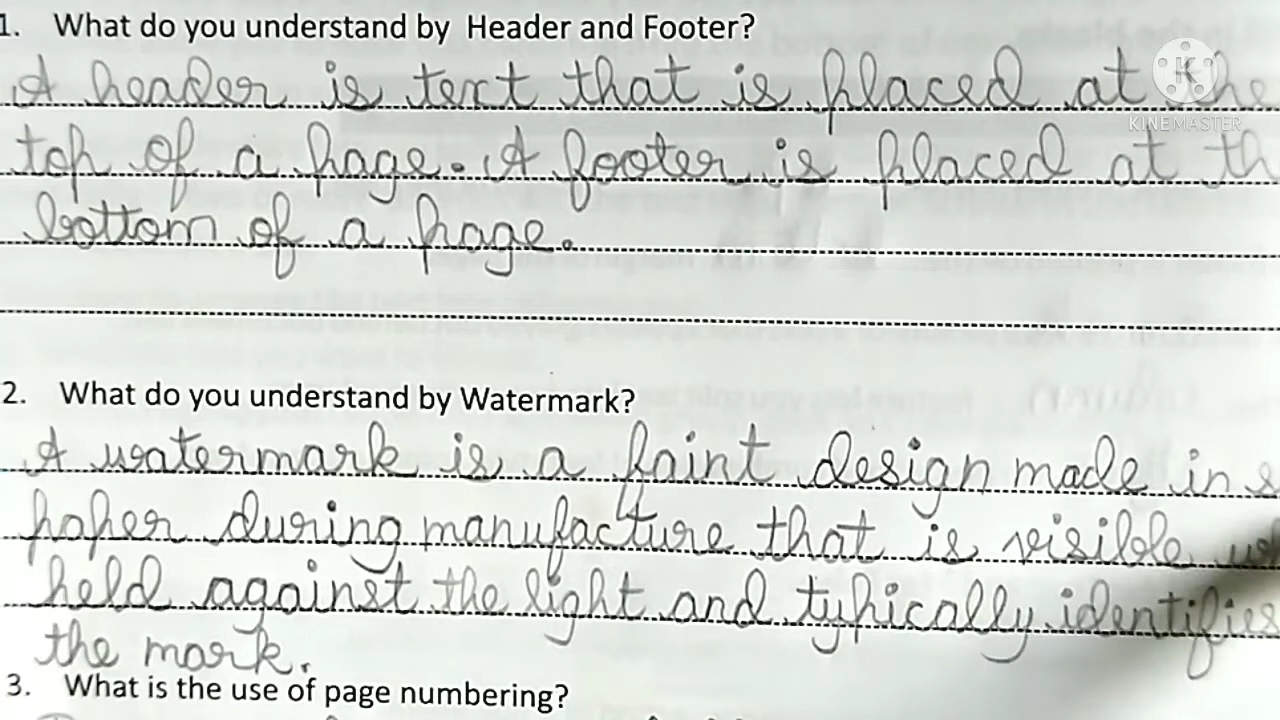 1. What do you understand by Header and Footer?
A header is text that is placed at the
top of a page. A footer is placed at th
bottom of a page.
2. What do you understand by Watermark?
A watermark is a faint design made in s
paper during manufacture that is visible
held against the light and typically identifies
the mark.
3. What is the use of page numbering?
K
KINEMASTER